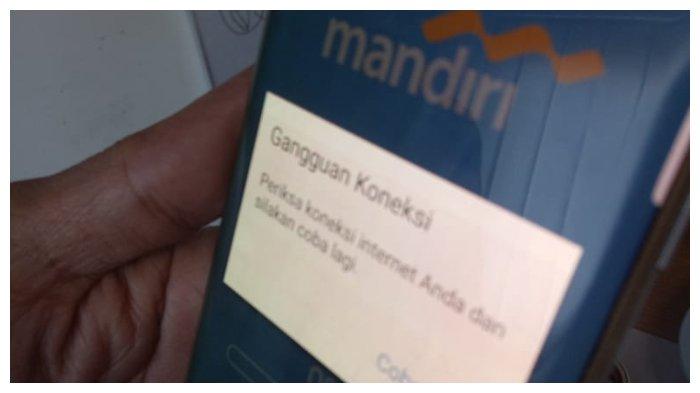 mandiri
Gangguan Koneksi
Periksa koneksi internet Anda dan
silakan coba lagi.